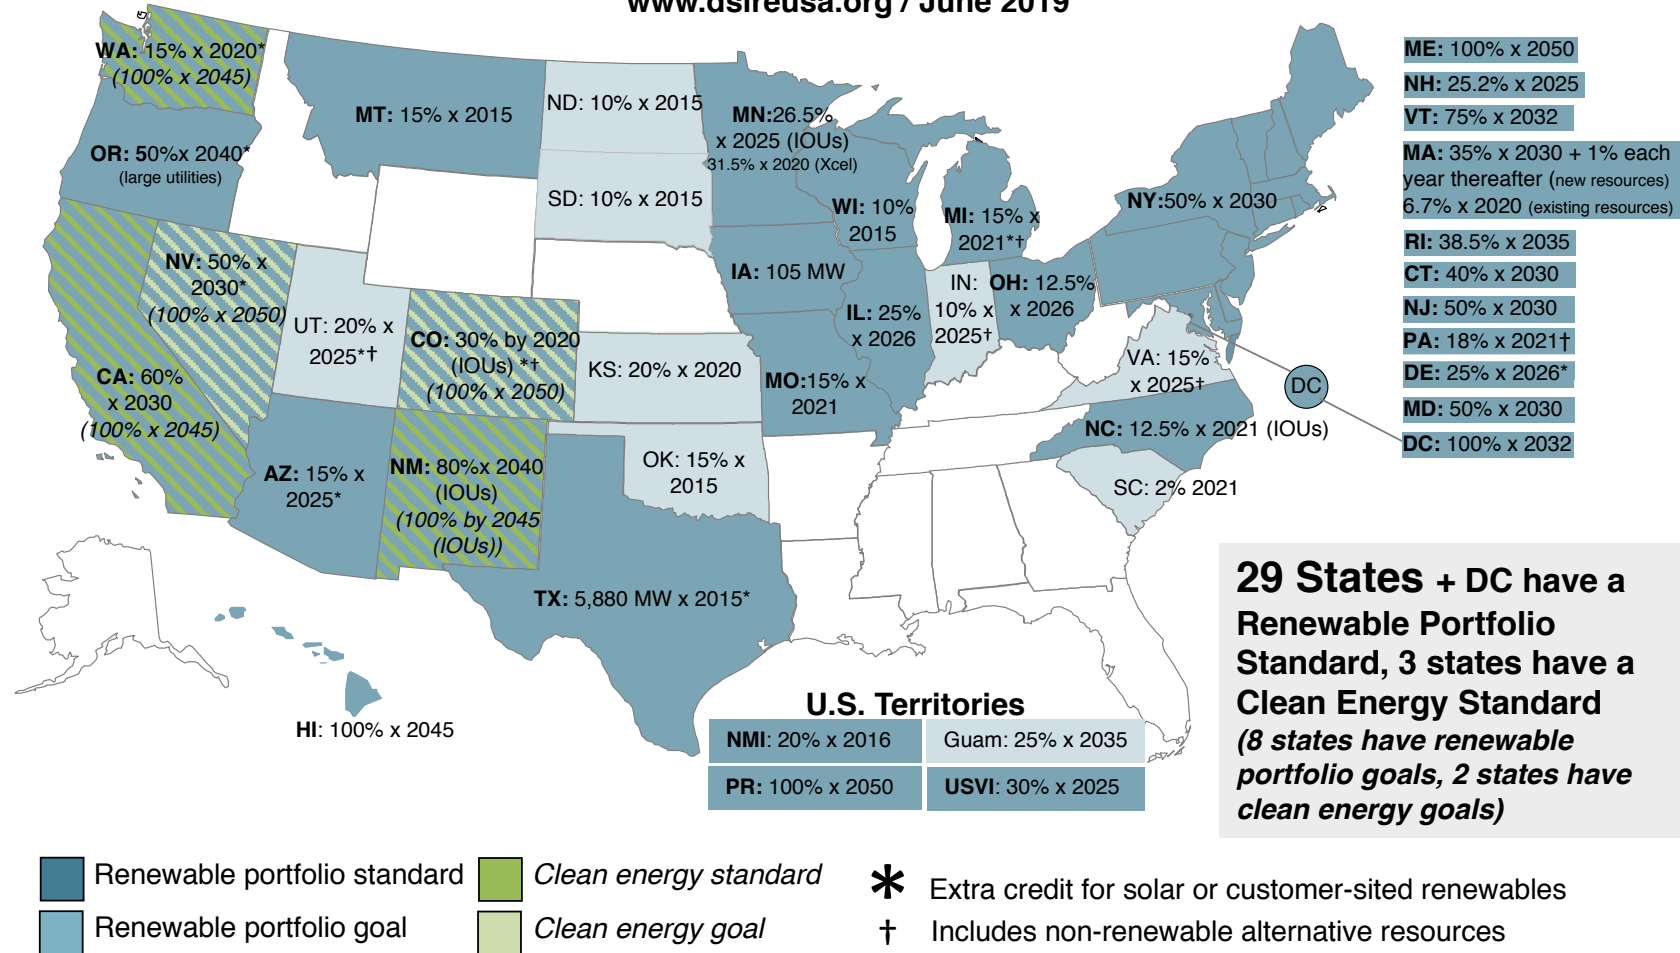 www.dsireusa.org / June 2019
WA: 15% x 2020*
(100% x 2045)
MT: 15% x 2015
ND: 10% x 2015
MN:26.5%
x 2025 (IOUs)
31.5% x 2020 (Xcel)
OR: 50%x 2040*
(large utilities)
SD: 10% x 2015
WI: 10%
2015
MI: 15% x
2021*†
NY:50% x 2030
NV: 50% x
2030*
(100% x 2050)
IA: 105 MW
IN:
10% x
2025†
OH: 12.5%
x 2026
IL: 25%
x 2026
UT: 20% x
2025*†
CO: 30% by 2020
(IOUs) *†
(100% x 2050)
KS: 20% x 2020
MO:15% x
2021
VA: 15%
x 2025†
DC
CA: 60%
x 2030
(100% x 2045)
NC: 12.5% x 2021 (IOUs)
AZ: 15% x
2025*
NM: 80%x 2040
(IOUs)
(100% by 2045
(IOUs))
OK: 15% x
2015
SC: 2% 2021
TX: 5,880 MW x 2015*
HI: 100% x 2045
ME: 100% x 2050
NH: 25.2% x 2025
VT: 75% x 2032
MA: 35% x 2030 + 1% each
year thereafter (new resources)
6.7% x 2020 (existing resources)
RI: 38.5% x 2035
CT: 40% x 2030
NJ: 50% x 2030
PA: 18% x 2021†
DE: 25% x 2026*
MD: 50% x 2030
DC: 100% x 2032
29 States + DC have a
Renewable Portfolio
Standard, 3 states have a
Clean Energy Standard
(8 states have renewable
portfolio goals, 2 states have
clean energy goals)
U.S. Territories
NMI: 20% x 2016
Guam: 25% x 2035
PR: 100% x 2050
USVI: 30% x 2025
Renewable portfolio standard
Clean energy standard
* Extra credit for solar or customer-sited renewables
Renewable portfolio goal
Clean energy goal
† Includes non-renewable alternative resources